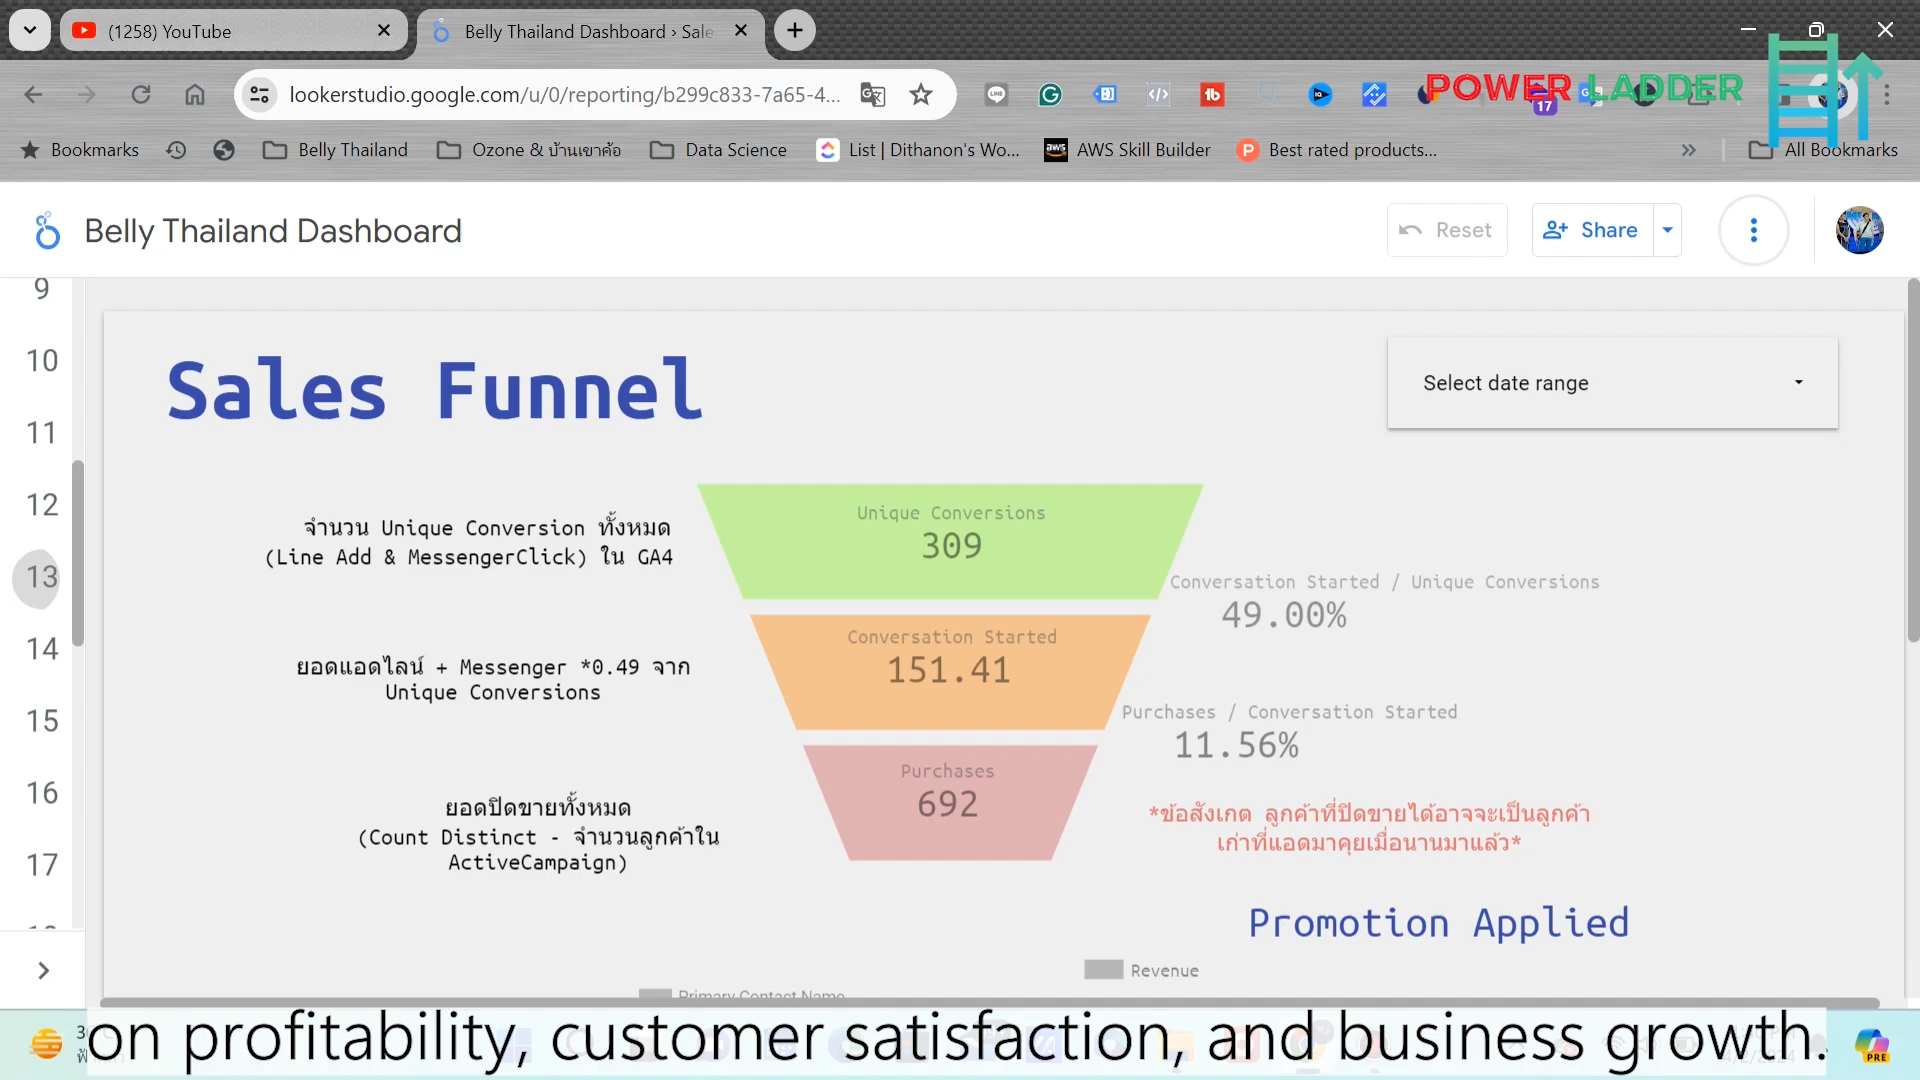 (1258) YouTube
Belly Thailand Dashboard › Sale
lookerstudio.google.com/u/0/reporting/b299c833-7a65-4...
17
POWER LADDER
Bookmarks
Belly Thailand
Ozone & บ้านเขาค้อ
Data Science
List | Dithanon's Wo...
AWS Skill Builder
Best rated products...
All Bookmarks
Belly Thailand Dashboard
Reset
Share
9
10
11
12
13
14
15
16
17
Sales Funnel
Select date range
จำนวน Unique Conversion ทั้งหมด
(Line Add & MessengerClick) ใน GA4
Unique Conversions
309
Conversation Started / Unique Conversions
49.00%
ยอดแอดไลน์ + Messenger *0.49 จาก
Unique Conversions
Conversation Started
151.41
Purchases / Conversation Started
11.56%
ยอดปิดขายทั้งหมด
(Count Distinct - จำนวนลูกค้าใน
ActiveCampaign)
Purchases
692
*ข้อสังเกต ลูกค้าที่ปิดขายได้อาจจะเป็นลูกค้า
เก่าที่แอดมาคุยเมื่อนานมาแล้ว*
Promotion Applied
Revenue
Primary Contact Name
on profitability, customer satisfaction, and business growth.
PRE